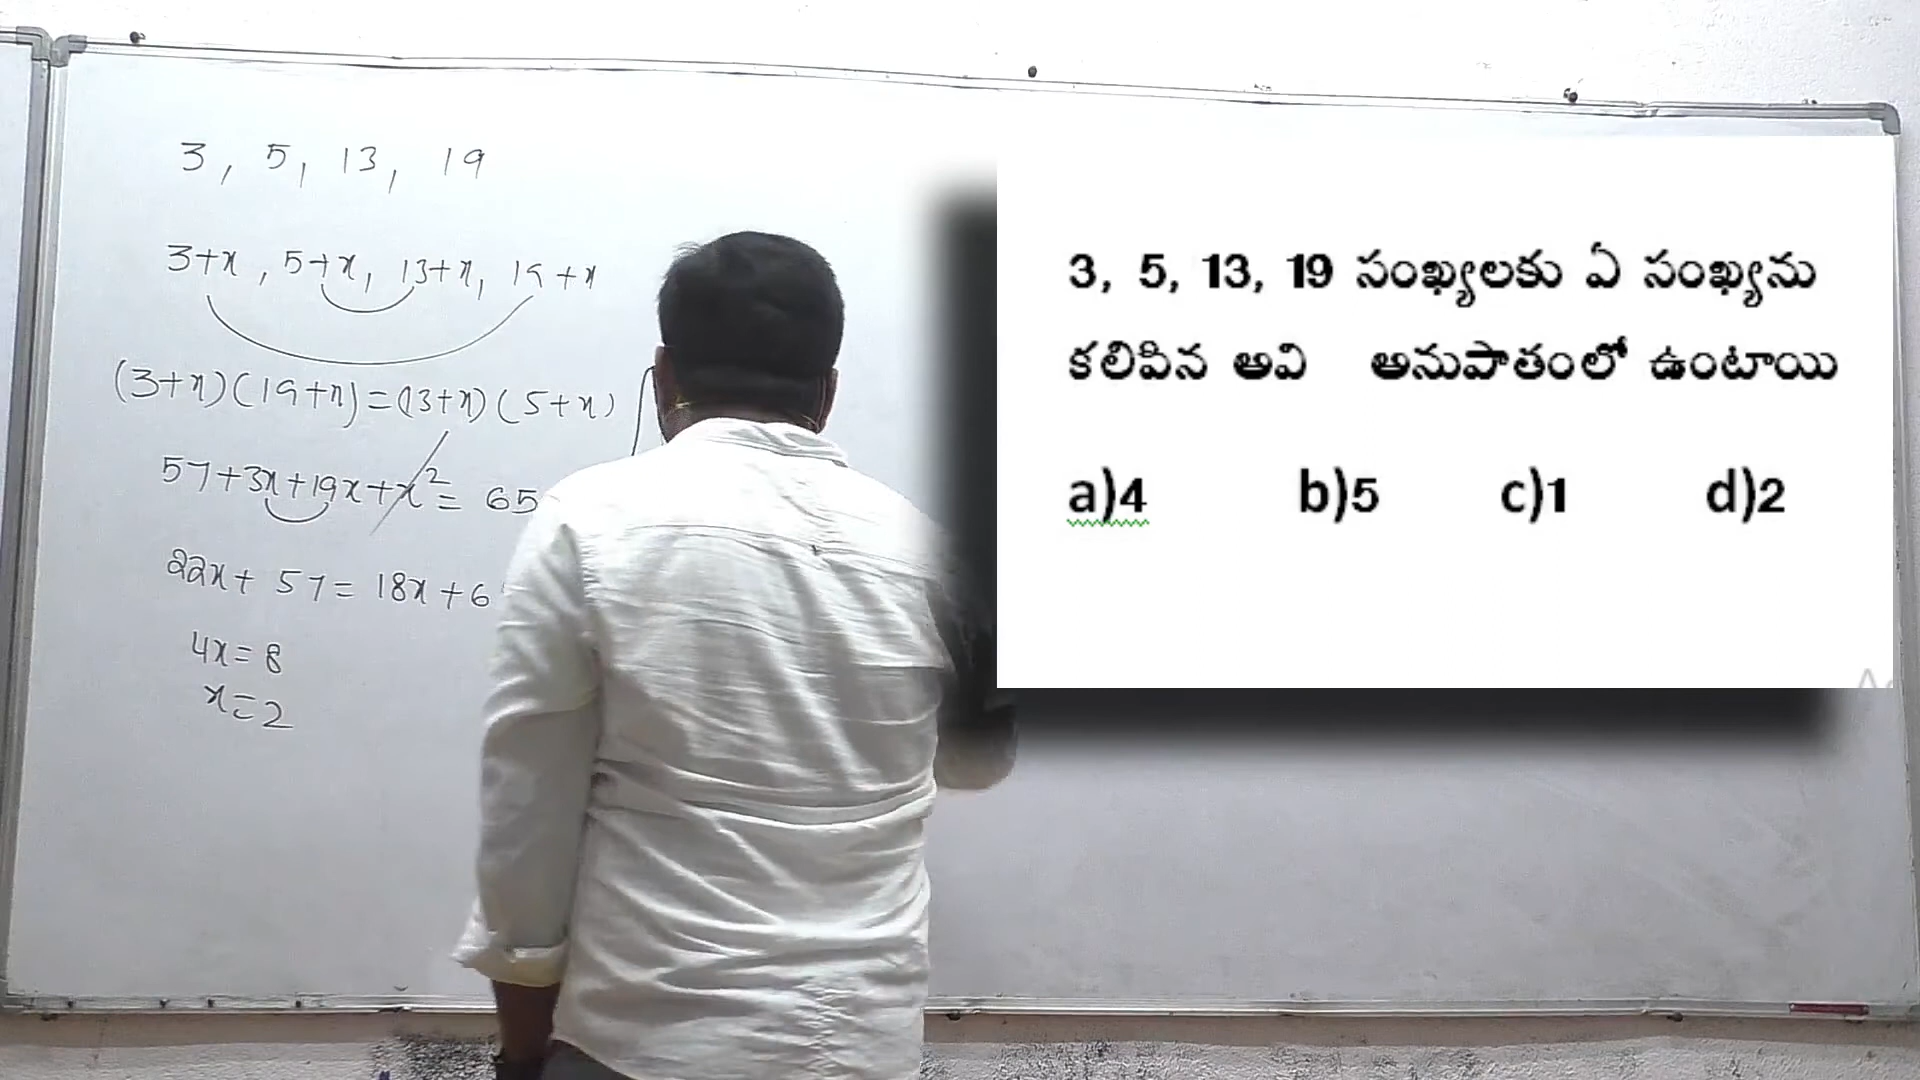 3, 5, 13, 19
3+x, 5+x, 13+x, 19+x
(3+x)(19+x)=(13+x)(5+x)
57+3x+19x+x²= 65
22x+ 57= 18x+6
4x=8
x=2
3, 5, 13, 19 సంఖ్యలకు ఏ సంఖ్యను
కలిపిన అవి అనుపాతంలో ఉంటాయి
a)4 b)5 c)1 d)2